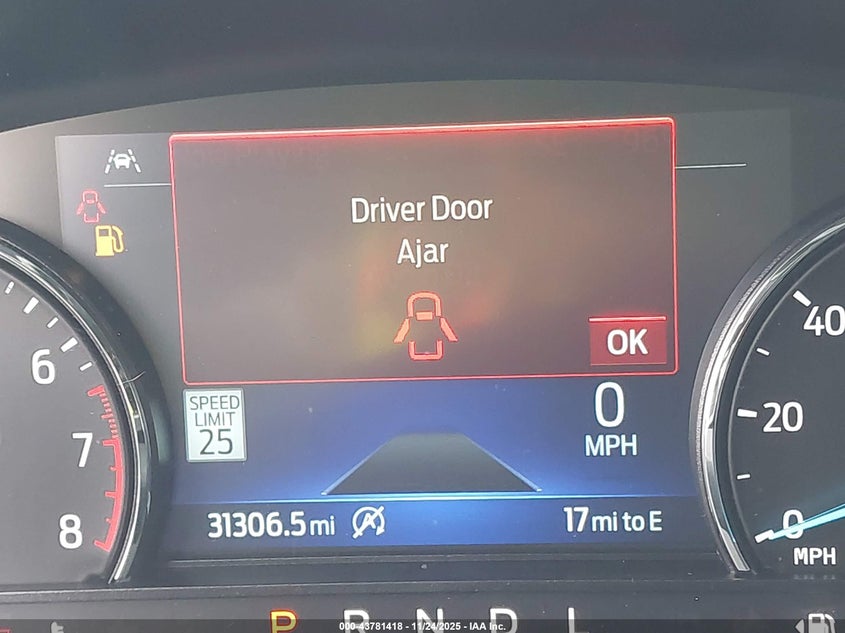 Driver Door
Ajar
OK
SPEED
LIMIT
25
0
MPH
31306.5 mi
17 mi to E
6
7
8
40
20
0
MPH
P R N D L
000-43781418 - 11/24/2025 - IAA Inc.